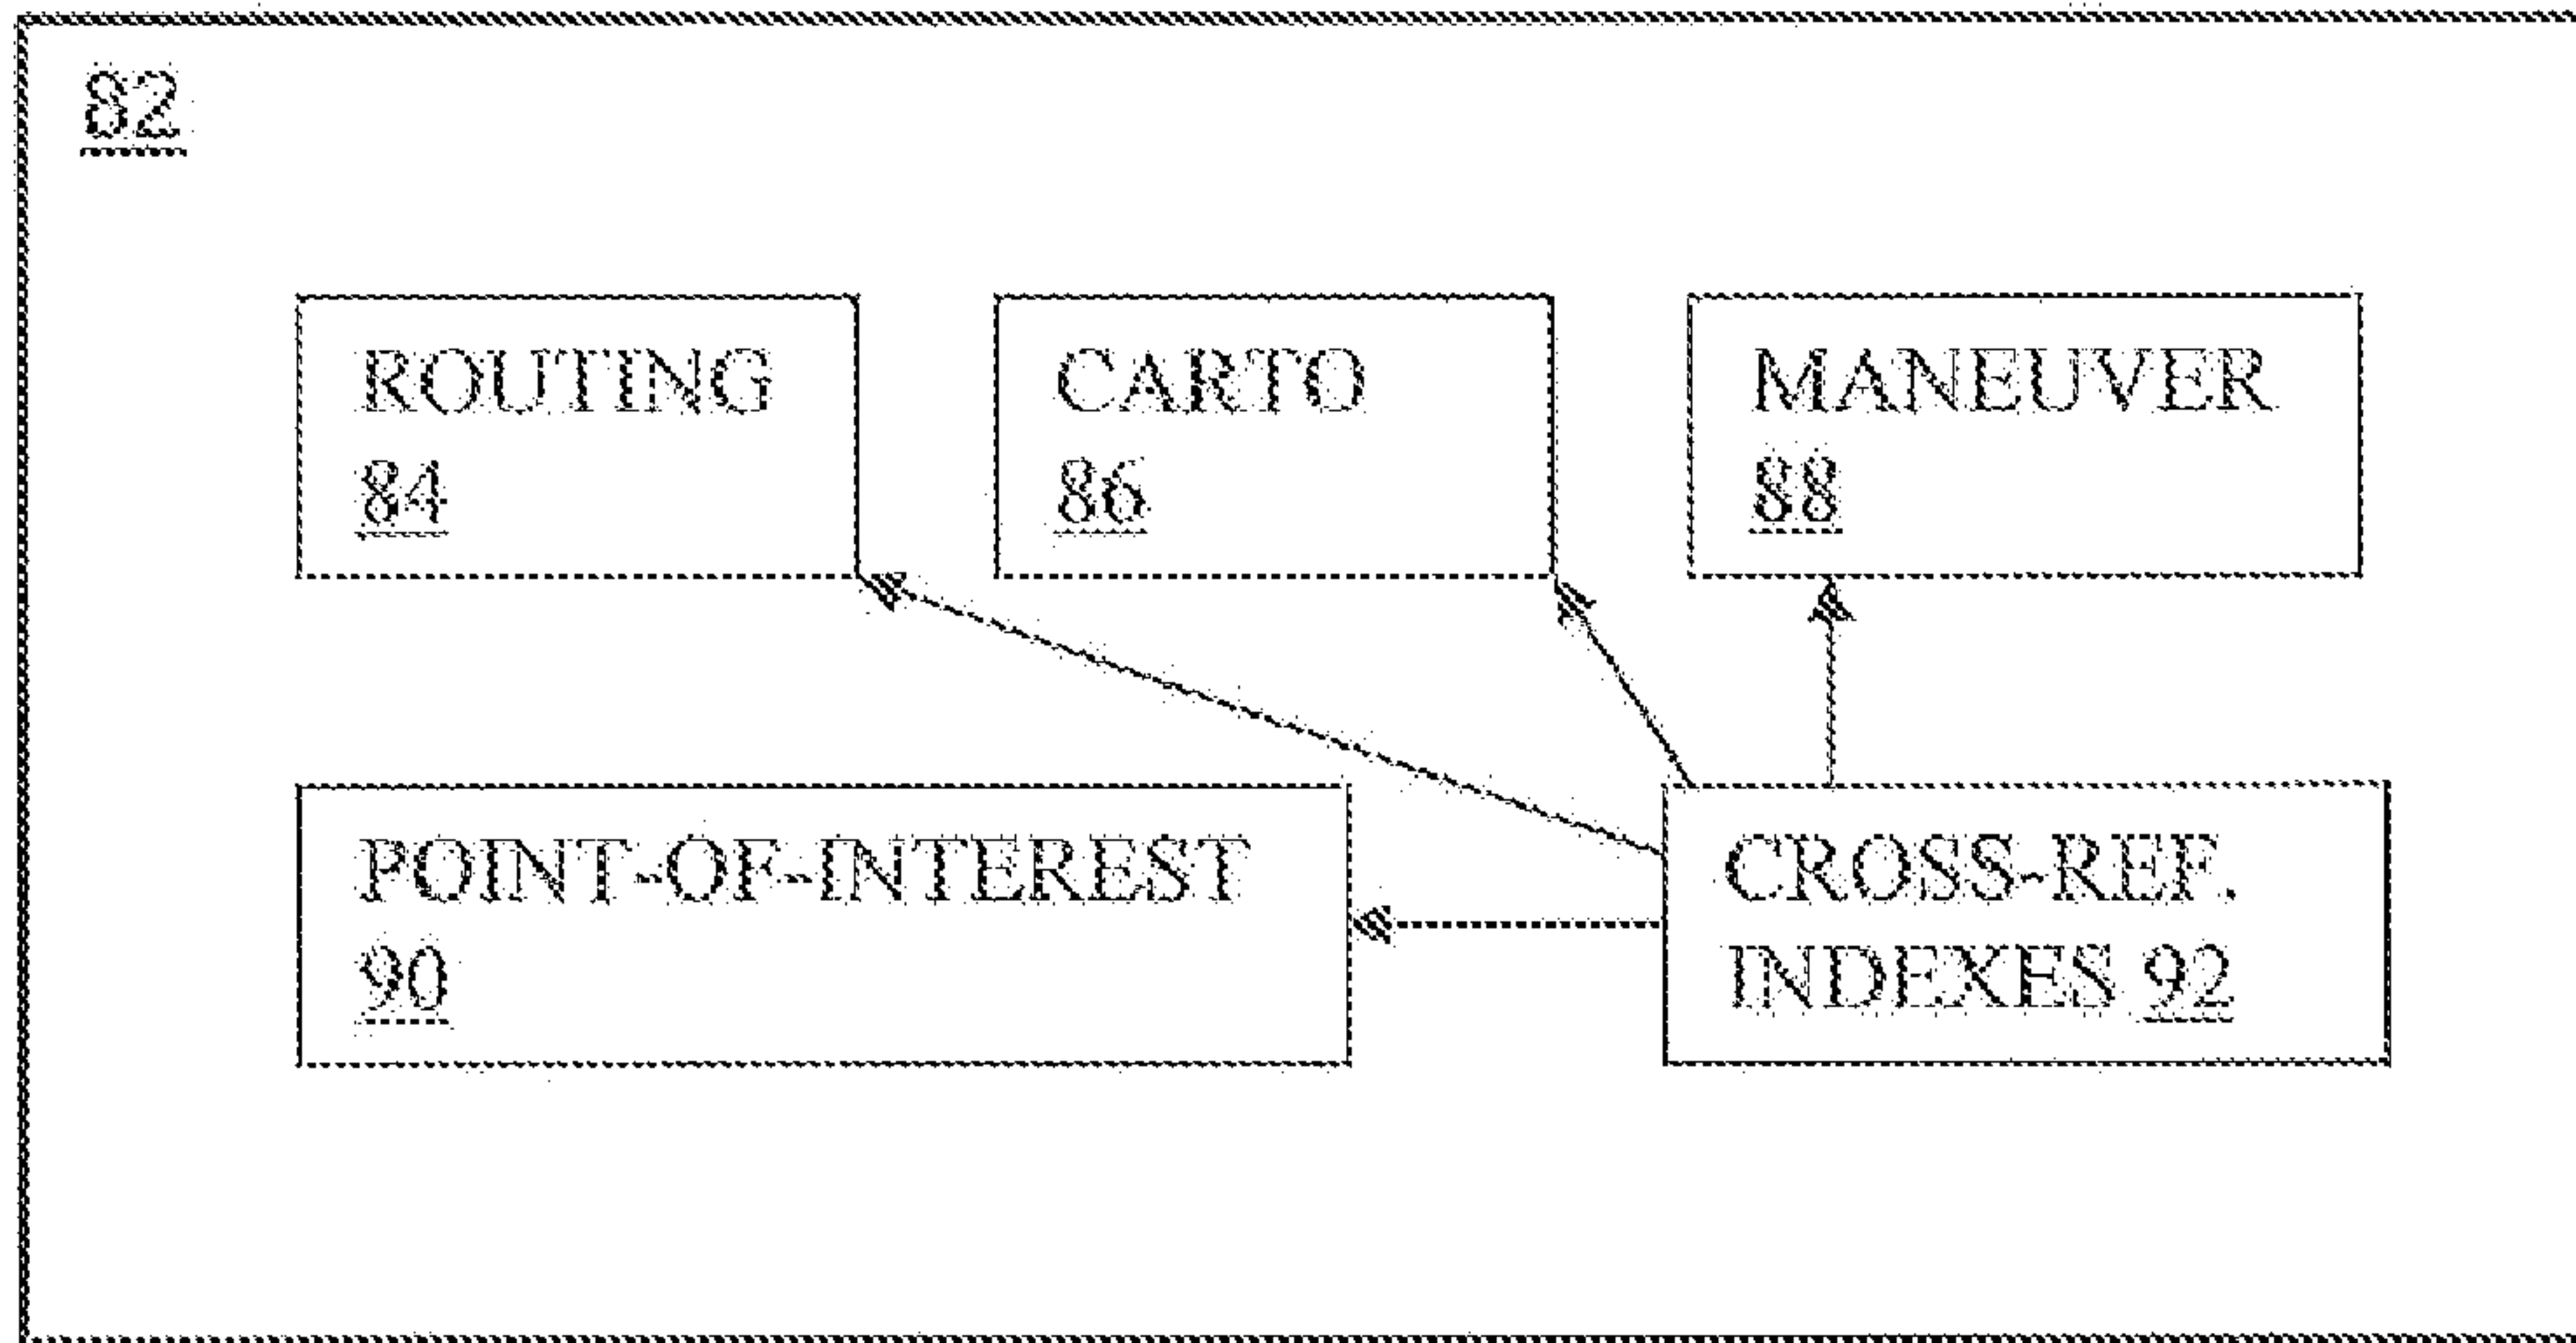 82
ROUTING
84
CARTO
86
MANEUVER
88
POINT-OF-INTEREST
90
CROSS-REF.
INDEXES 92